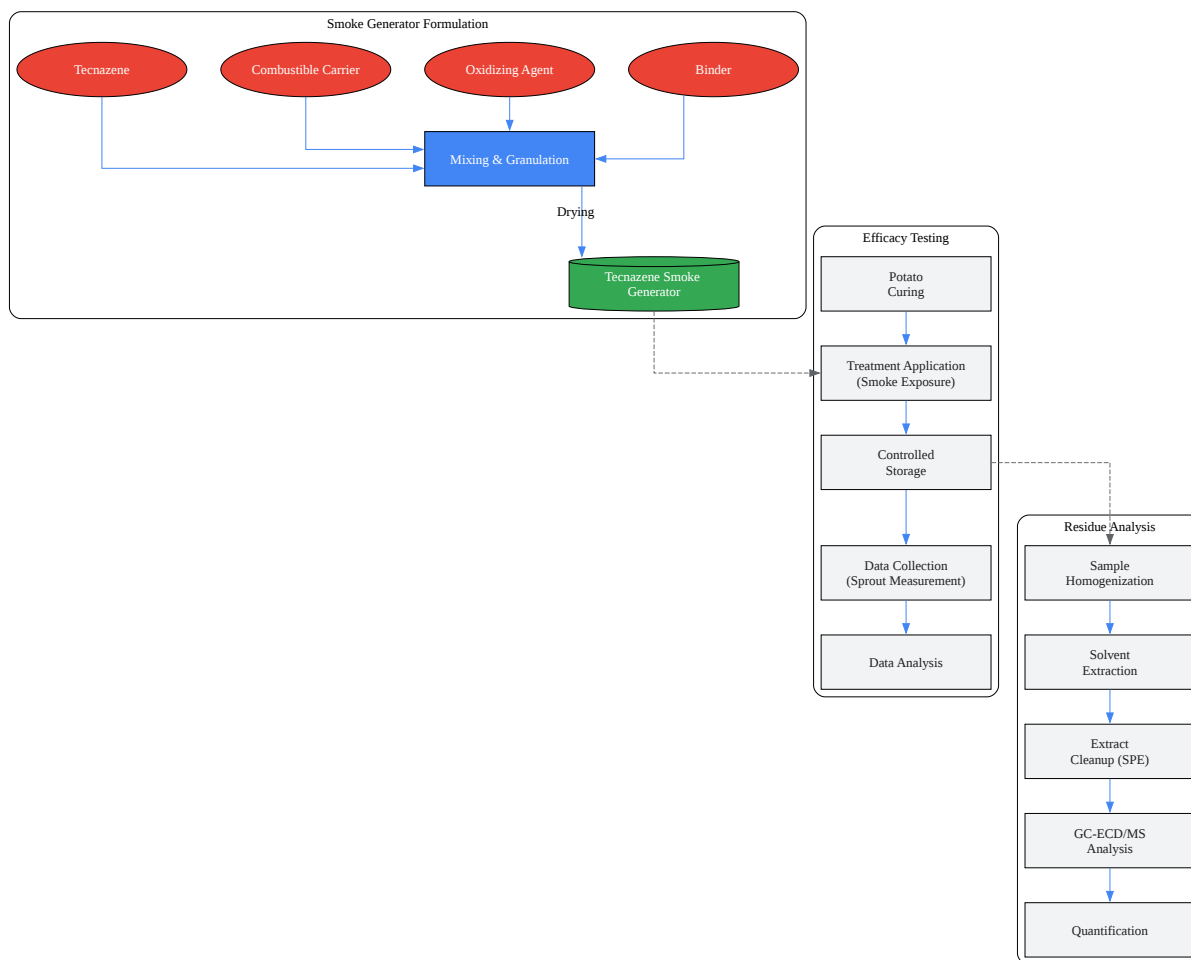 Smoke Generator Formulation
Tecnazene
Combustible Carrier
Oxidizing Agent
Binder
Mixing & Granulation
Drying
Tecnazene Smoke
Generator
Efficacy Testing
Potato
Curing
Treatment Application
(Smoke Exposure)
Controlled
Storage
Data Collection
(Sprout Measurement)
Data Analysis
Residue Analysis
Sample
Homogenization
Solvent
Extraction
Extract
Cleanup (SPE)
GC-ECD/MS
Analysis
Quantification